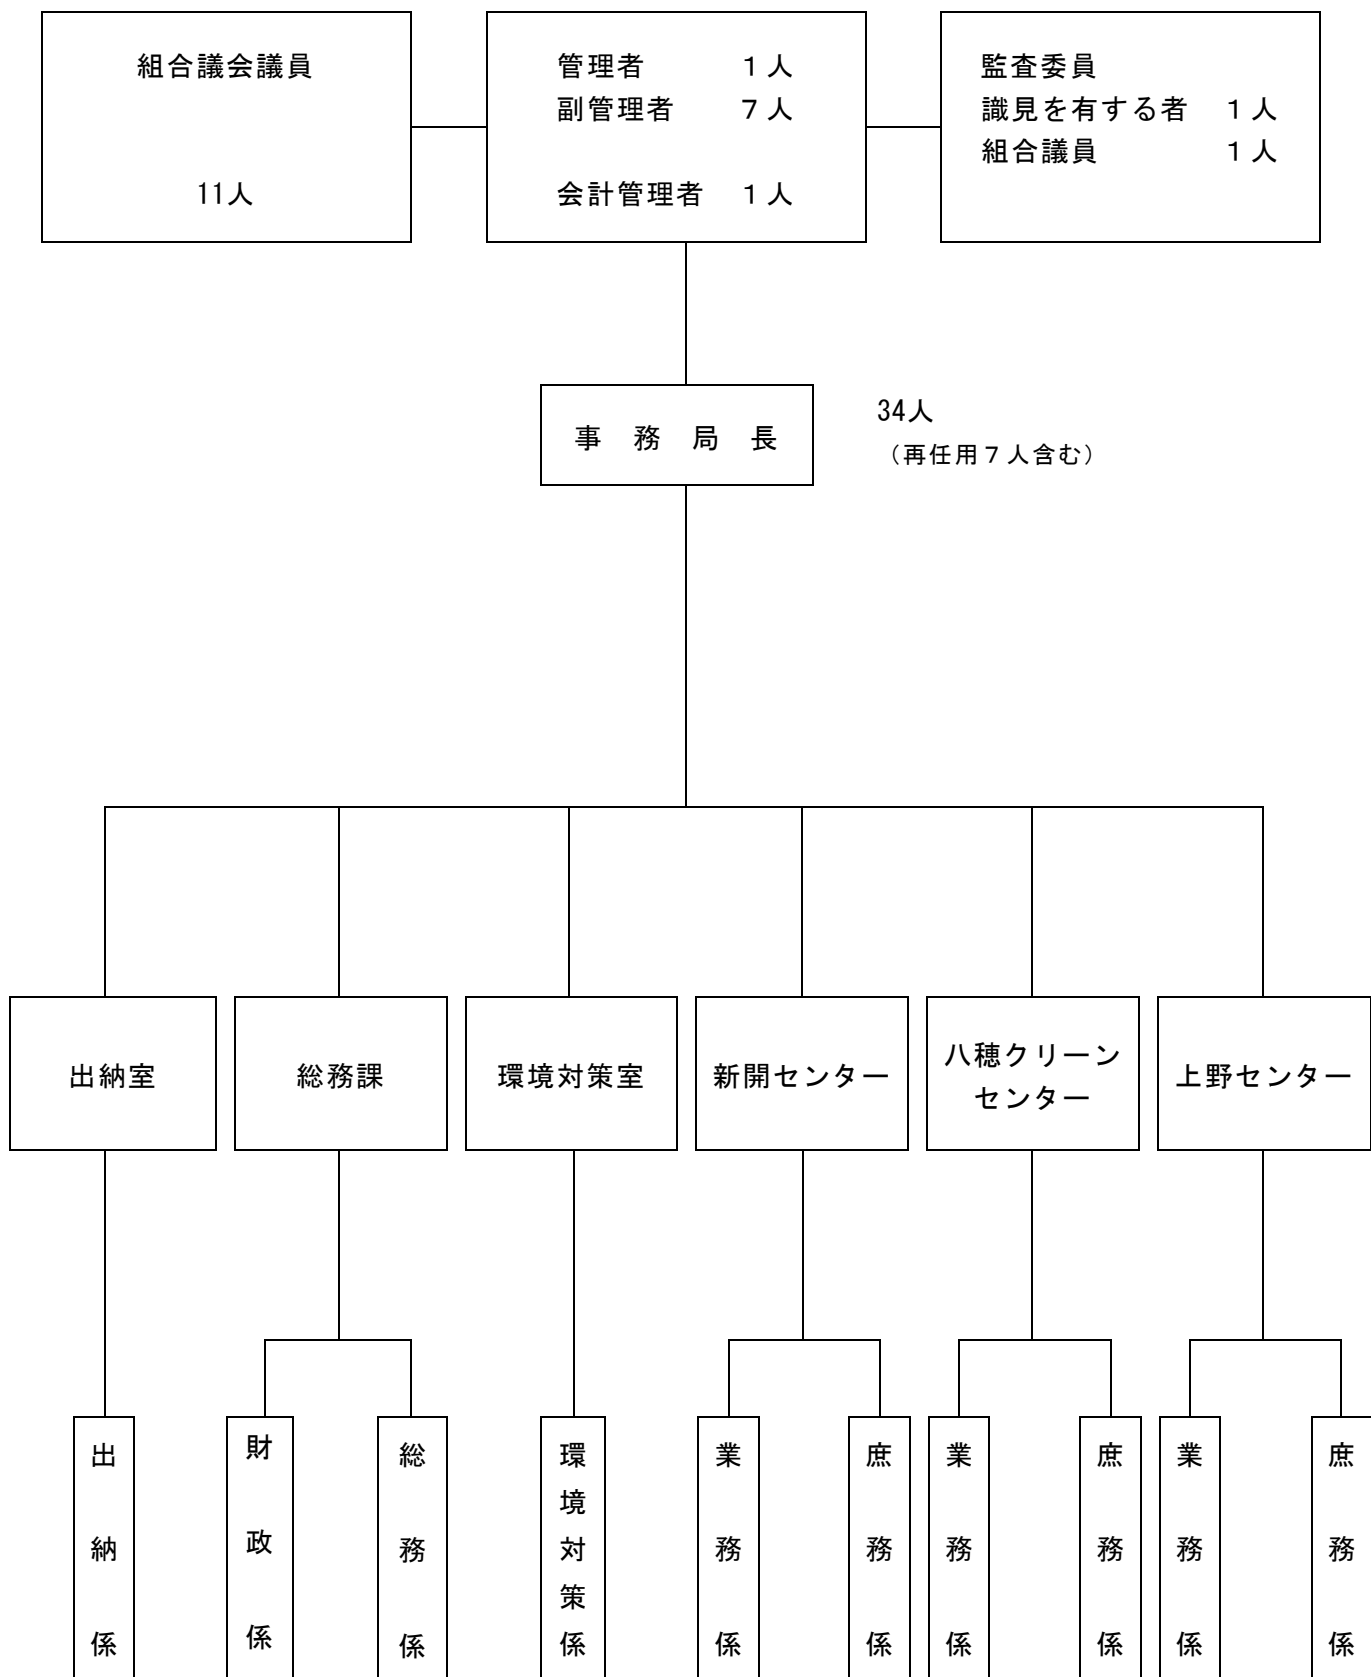 組合議会議員
11人
管理者 1人
副管理者 7人
会計管理者 1人
監査委員
識見を有する者 1人
組合議員 1人
事務局長
34人
（再任用７人含む）
出納室
総務課
環境対策室
新開センター
八穂クリーン
センター
上野センター
出納係
財政係
総務係
環境対策係
業務係
庶務係
業務係
庶務係
業務係
庶務係